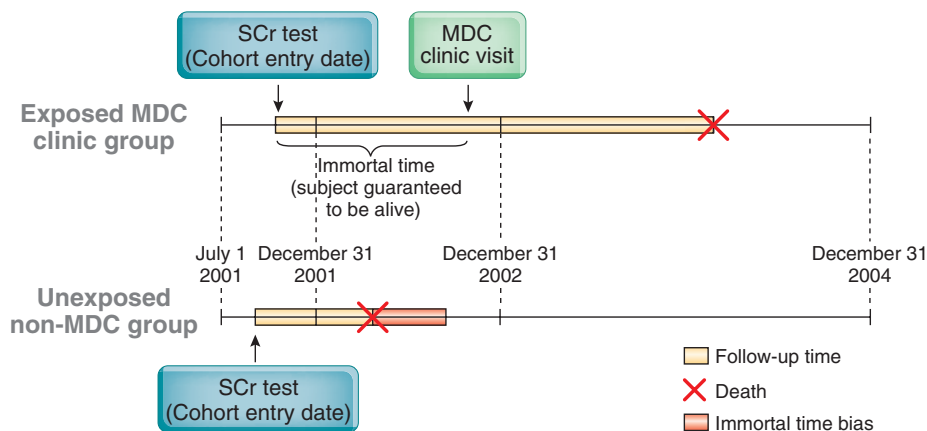 SCr test
(Cohort entry date)
MDC
clinic visit
Exposed MDC
clinic group
Immortal time
(subject guaranteed
to be alive)
July 1
2001
December 31
2001
December 31
2002
December 31
2004
Unexposed
non-MDC group
SCr test
(Cohort entry date)
Follow-up time
Death
Immortal time bias